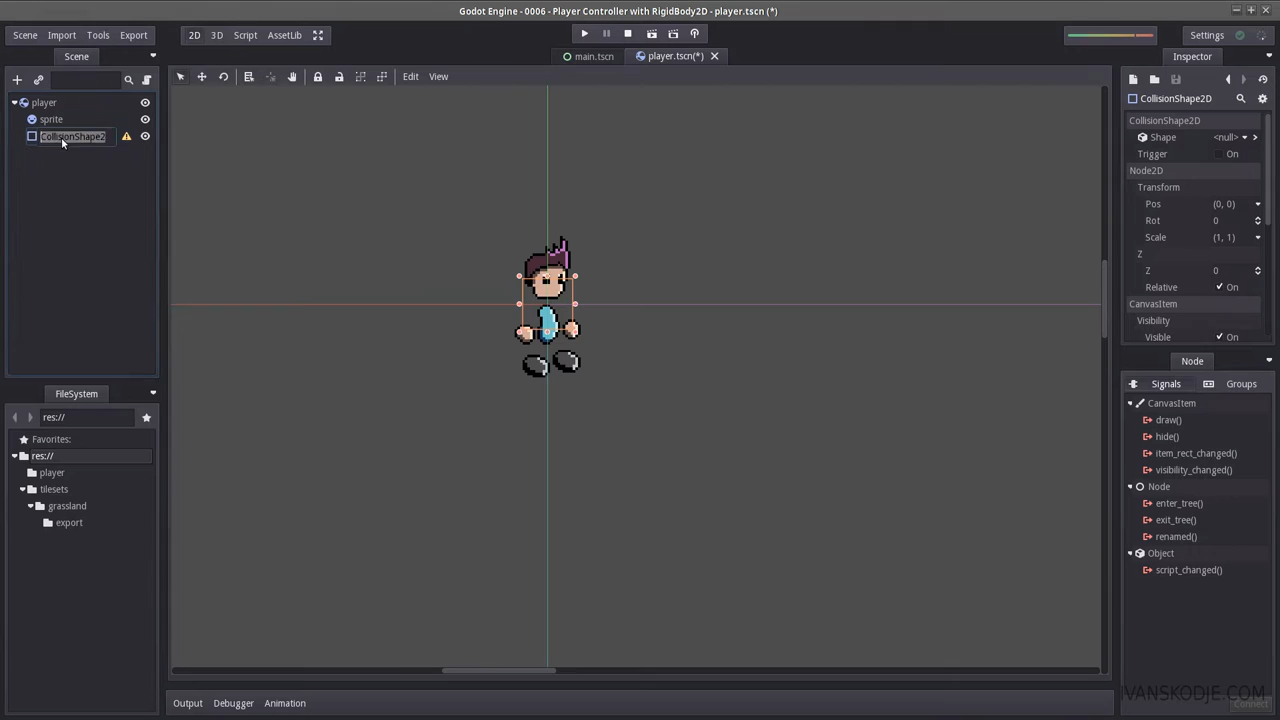 Godot Engine - 0006 - Player Controller with RigidBody2D - player.tscn (*)
Scene Import Tools Export 2D 3D Script AssetLib Settings
Scene main.tscn player.tscn(*) Inspector
Edit View
player
sprite
CollisionShape2
CollisionShape2D
CollisionShape2D
Shape <null>
Trigger On
Node2D
Transform
Pos (0, 0)
Rot 0
Scale (1, 1)
Z
Z 0
Relative On
CanvasItem
Visibility
Visible On
Node
Signals Groups
CanvasItem
draw()
hide()
item_rect_changed()
visibility_changed()
Node
enter_tree()
exit_tree()
renamed()
Object
script_changed()
FileSystem
res://
Favorites:
res://
player
tilesets
grassland
export
IVANSKODJE.COM
Connect
Output Debugger Animation